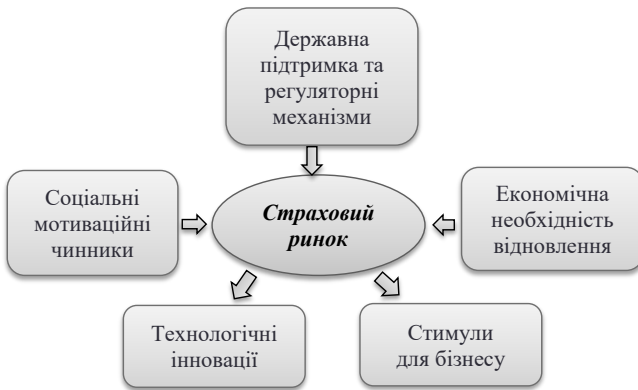 Державна
підтримка та
регуляторні
механізми
Соціальні
мотиваційні
чинники
Страховий
ринок
Економічна
необхідність
відновлення
Технологічні
інновації
Стимули
для бізнесу